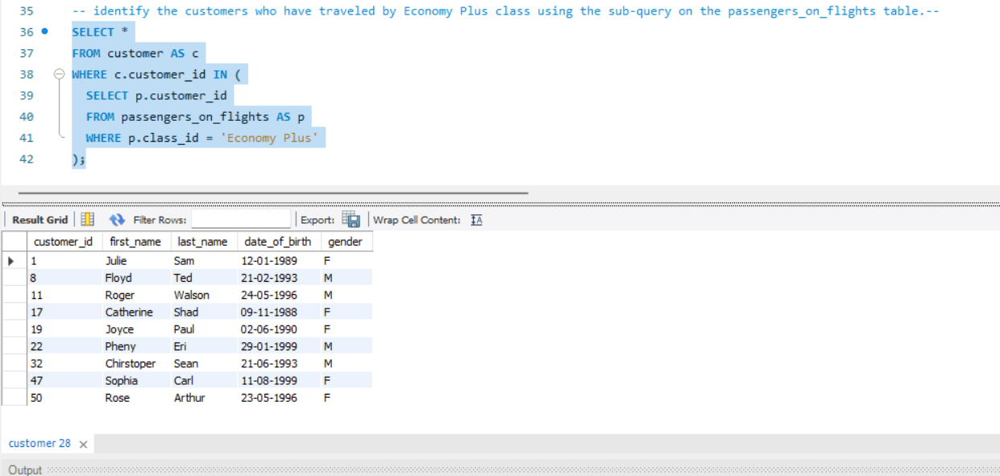 35 -- identify the customers who have traveled by Economy Plus class using the sub-query on the passengers_on_flights table.--
36 SELECT *
37 FROM customer AS c
38 WHERE c.customer_id IN (
39 SELECT p.customer_id
40 FROM passengers_on_flights AS p
41 WHERE p.class_id = 'Economy Plus'
42 );
Result Grid Filter Rows: Export: Wrap Cell Content: IA
customer_id first_name last_name date_of_birth gender
1 Julie Sam 12-01-1989 F
8 Floyd Ted 21-02-1993 M
11 Roger Walson 24-05-1996 M
17 Catherine Shad 09-11-1988 F
19 Joyce Paul 02-06-1990 F
22 Pheny Eri 29-01-1999 M
32 Chirstoper Sean 21-06-1993 M
47 Sophia Carl 11-08-1999 F
50 Rose Arthur 23-05-1996 F
customer 28 ×
Output